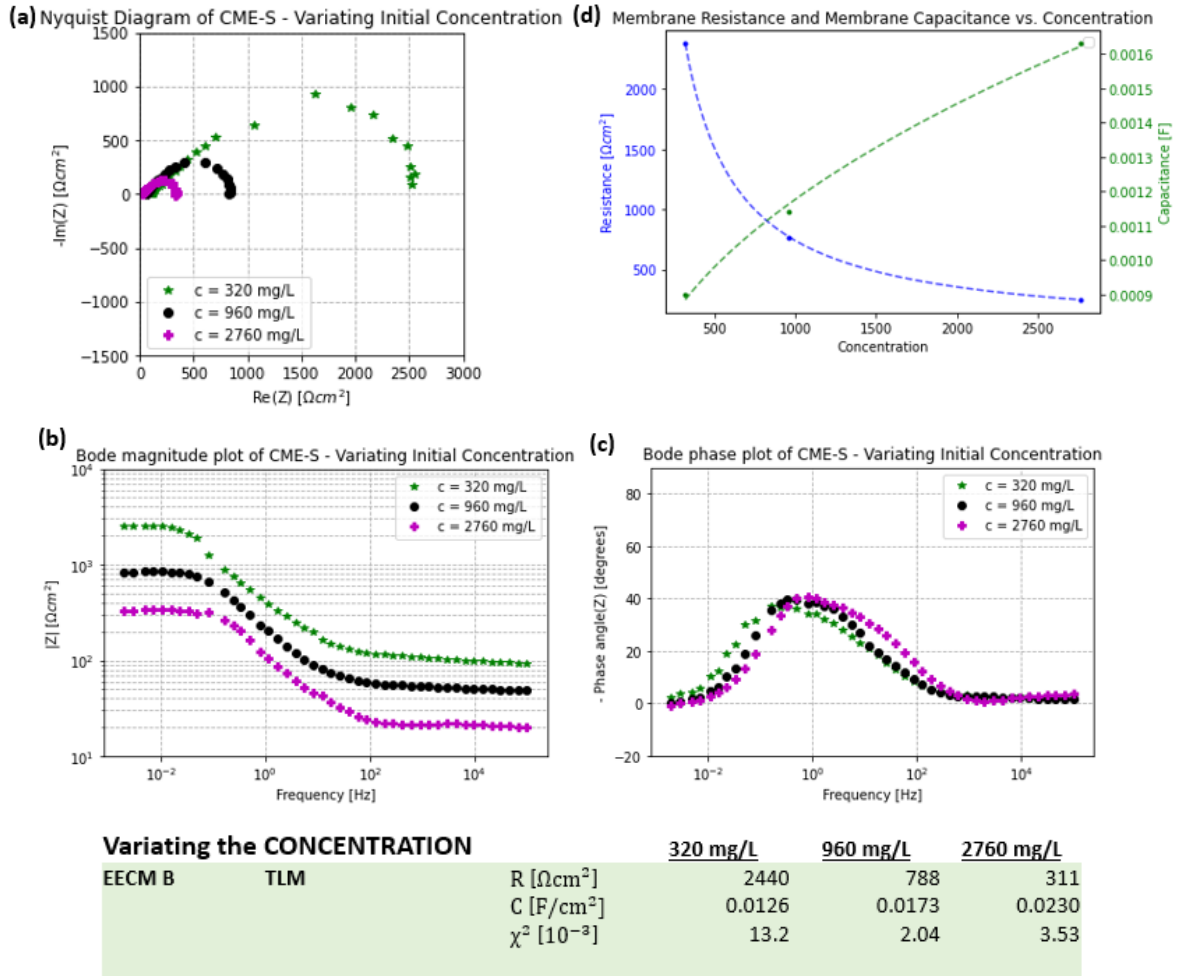 (a) Nyquist Diagram of CME-S - Variating Initial Concentration
1500
1000
500
0
−500
−1000
−1500
-Im(Z) [Ωcm²]
0 500 1000 1500 2000 2500 3000
Re(Z) [Ωcm²]
c = 320 mg/L
c = 960 mg/L
c = 2760 mg/L
(d)
Membrane Resistance and Membrane Capacitance vs. Concentration
2000
1500
1000
500
Resistance [Ωcm²]
0.0016
0.0015
0.0014
0.0013
0.0012
0.0011
0.0010
0.0009
Capacitance [F]
500 1000 1500 2000 2500
Concentration
(b)
Bode magnitude plot of CME-S - Variating Initial Concentration
10⁴
10³
10²
10¹
|Z| [Ωcm²]
c = 320 mg/L
c = 960 mg/L
c = 2760 mg/L
10⁻² 10⁰ 10² 10⁴
Frequency [Hz]
(c)
Bode phase plot of CME-S - Variating Initial Concentration
80
60
40
20
0
−20
- Phase angle(Z) [degrees]
c = 320 mg/L
c = 960 mg/L
c = 2760 mg/L
10⁻² 10⁰ 10² 10⁴
Frequency [Hz]
Variating the CONCENTRATION 320 mg/L 960 mg/L 2760 mg/L
EECM B TLM R [Ωcm²] 2440 788 311
C [F/cm²] 0.0126 0.0173 0.0230
χ² [10⁻³] 13.2 2.04 3.53